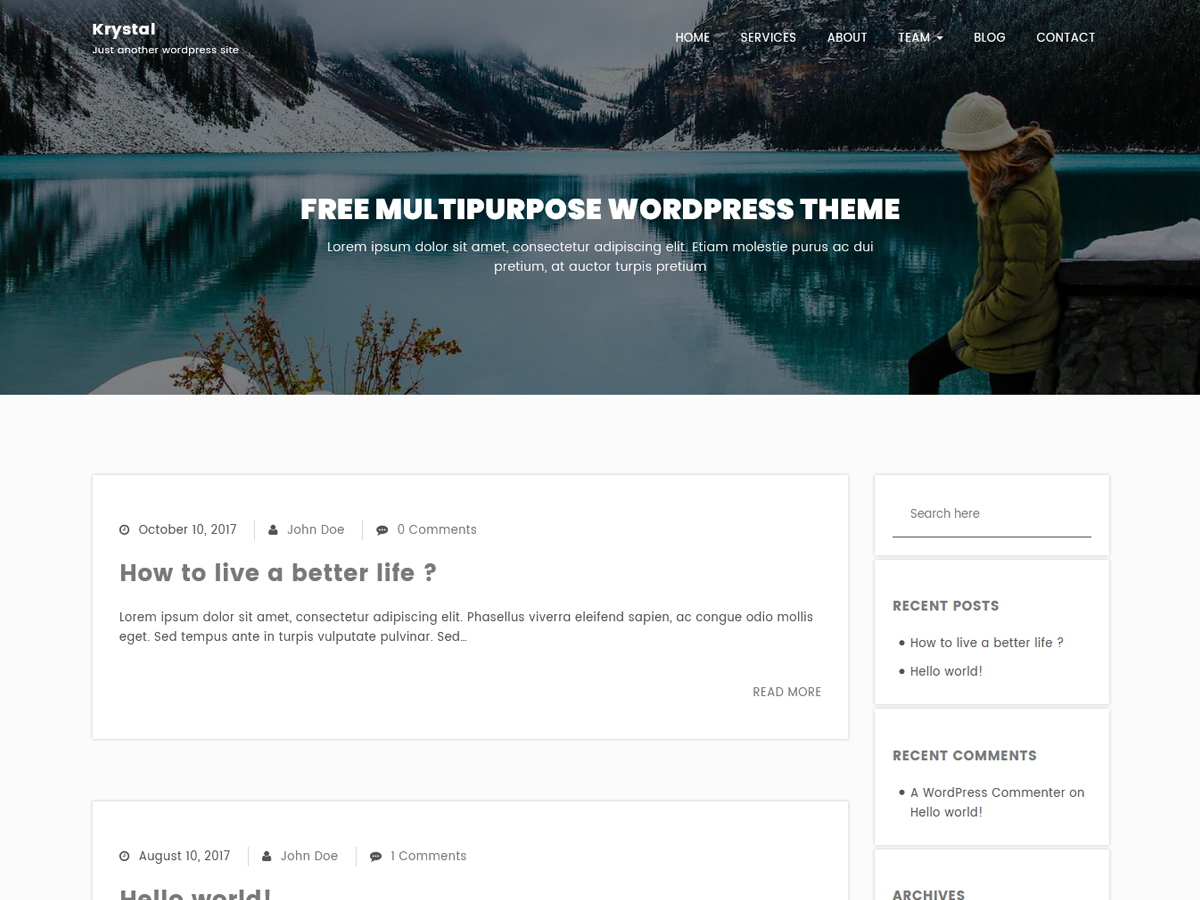 Krystal
Just another wordpress site
HOME SERVICES ABOUT TEAM BLOG CONTACT
FREE MULTIPURPOSE WORDPRESS THEME
Lorem ipsum dolor sit amet, consectetur adipiscing elit. Etiam molestie purus ac dui
pretium, at auctor turpis pretium
October 10, 2017 John Doe 0 Comments
How to live a better life ?
Lorem ipsum dolor sit amet, consectetur adipiscing elit. Phasellus viverra eleifend sapien, ac congue odio mollis
eget. Sed tempus ante in turpis vulputate pulvinar. Sed…
READ MORE
August 10, 2017 John Doe 1 Comments
Hello world!
Search here
RECENT POSTS
How to live a better life ?
Hello world!
RECENT COMMENTS
A WordPress Commenter on
Hello world!
ARCHIVES